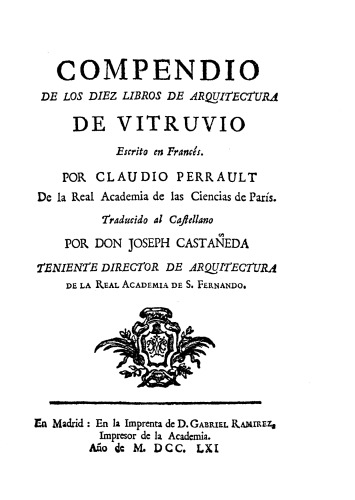 COMPENDIO
DE LOS DIEZ LIBROS DE ARQUITECTURA
DE VITRUVIO
Escrito en Francés.
POR CLAUDIO PERRAULT
De la Real Academia de las Ciencias de París.
Traducido al Castellano
POR DON JOSEPH CASTAÑEDA
TENIENTE DIRECTOR DE ARQUITECTURA
DE LA REAL ACADEMIA DE S. FERNANDO.
En Madrid : En la Imprenta de D. GABRIEL RAMIREZ,
Impresor de la Academia.
Año de M. DCC. LXI